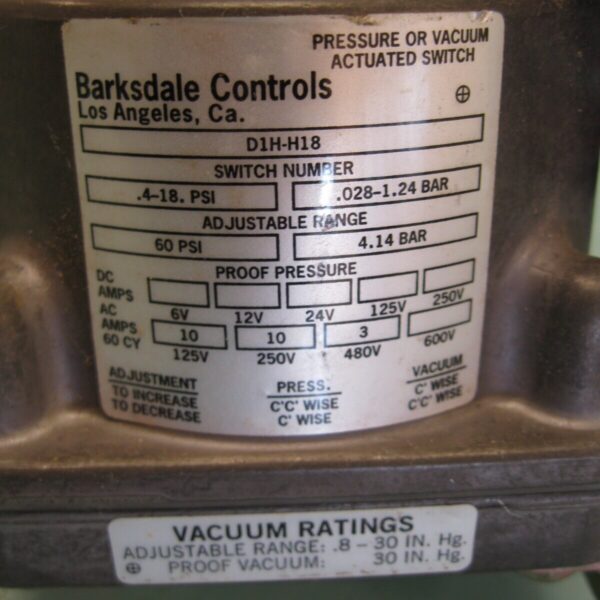 PRESSURE OR VACUUM
ACTUATED SWITCH
Barksdale Controls
Los Angeles, Ca.
D1H-H18
SWITCH NUMBER
.4-18. PSI .028-1.24 BAR
ADJUSTABLE RANGE
60 PSI 4.14 BAR
PROOF PRESSURE
DC
AMPS
6V 12V 24V 125V 250V
AC
AMPS 10 10 3
60 CY 125V 250V 480V 600V
ADJUSTMENT PRESS. VACUUM
TO INCREASE C'C' WISE C' WISE
TO DECREASE C' WISE C'C' WISE
VACUUM RATINGS
ADJUSTABLE RANGE: .8 - 30 IN. Hg.
PROOF VACUUM: 30 IN. Hg.